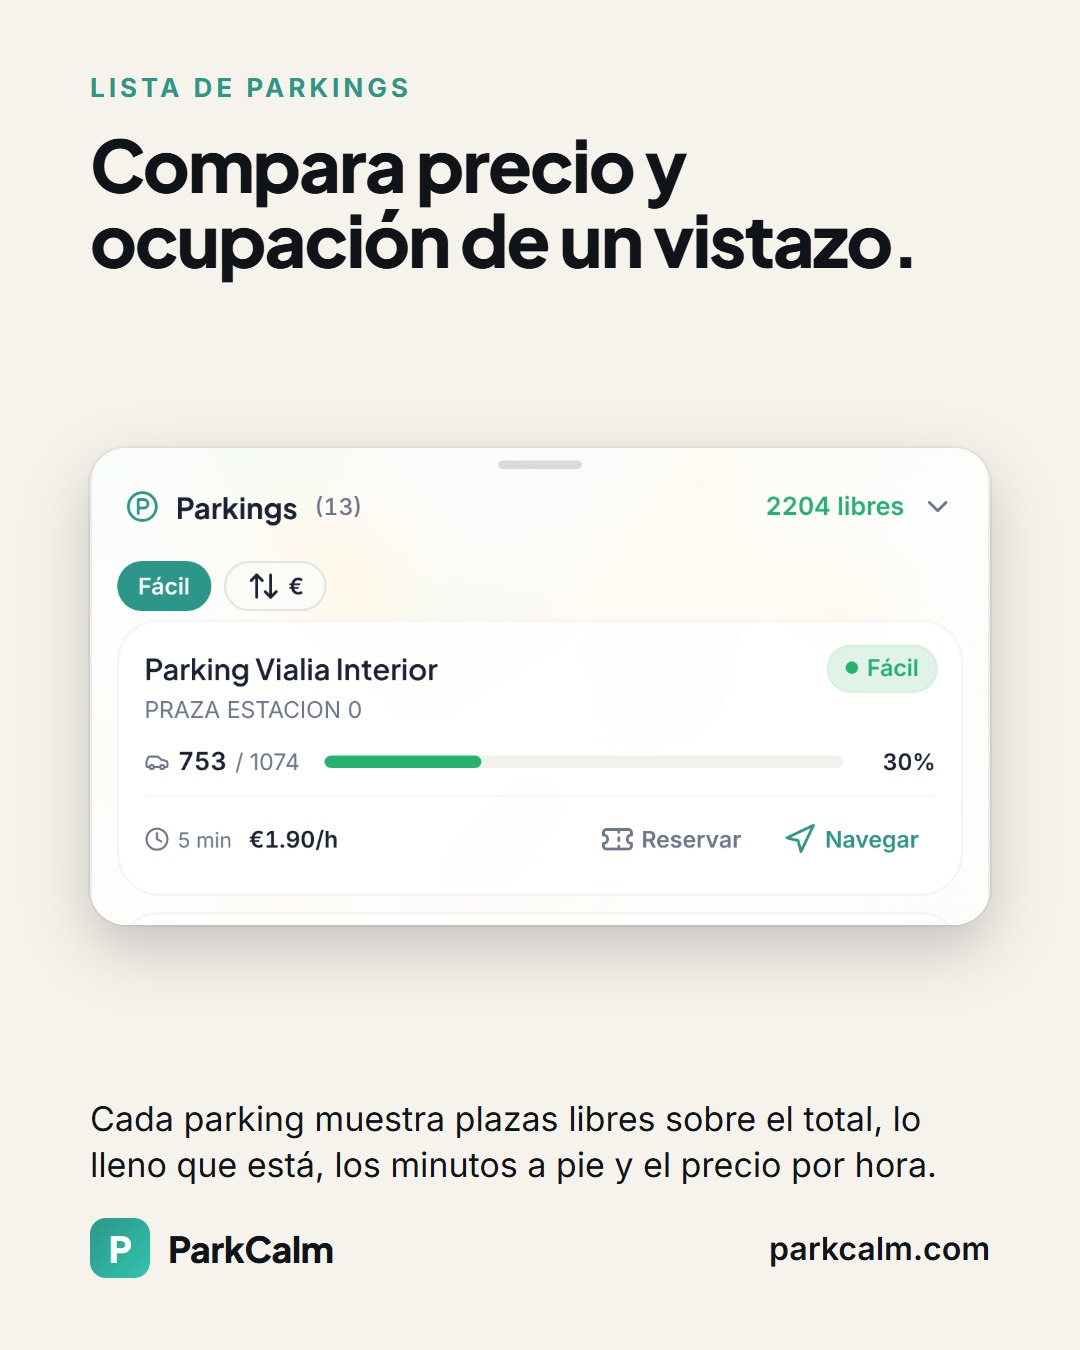 LISTA DE PARKINGS
Compara precio y
ocupación de un vistazo.
P Parkings (13) 2204 libres
Fácil € 
Parking Vialia Interior Fácil
PRAZA ESTACION 0
753 / 1074 30%
5 min €1.90/h Reservar Navegar
Cada parking muestra plazas libres sobre el total, lo
lleno que está, los minutos a pie y el precio por hora.
P ParkCalm parkcalm.com